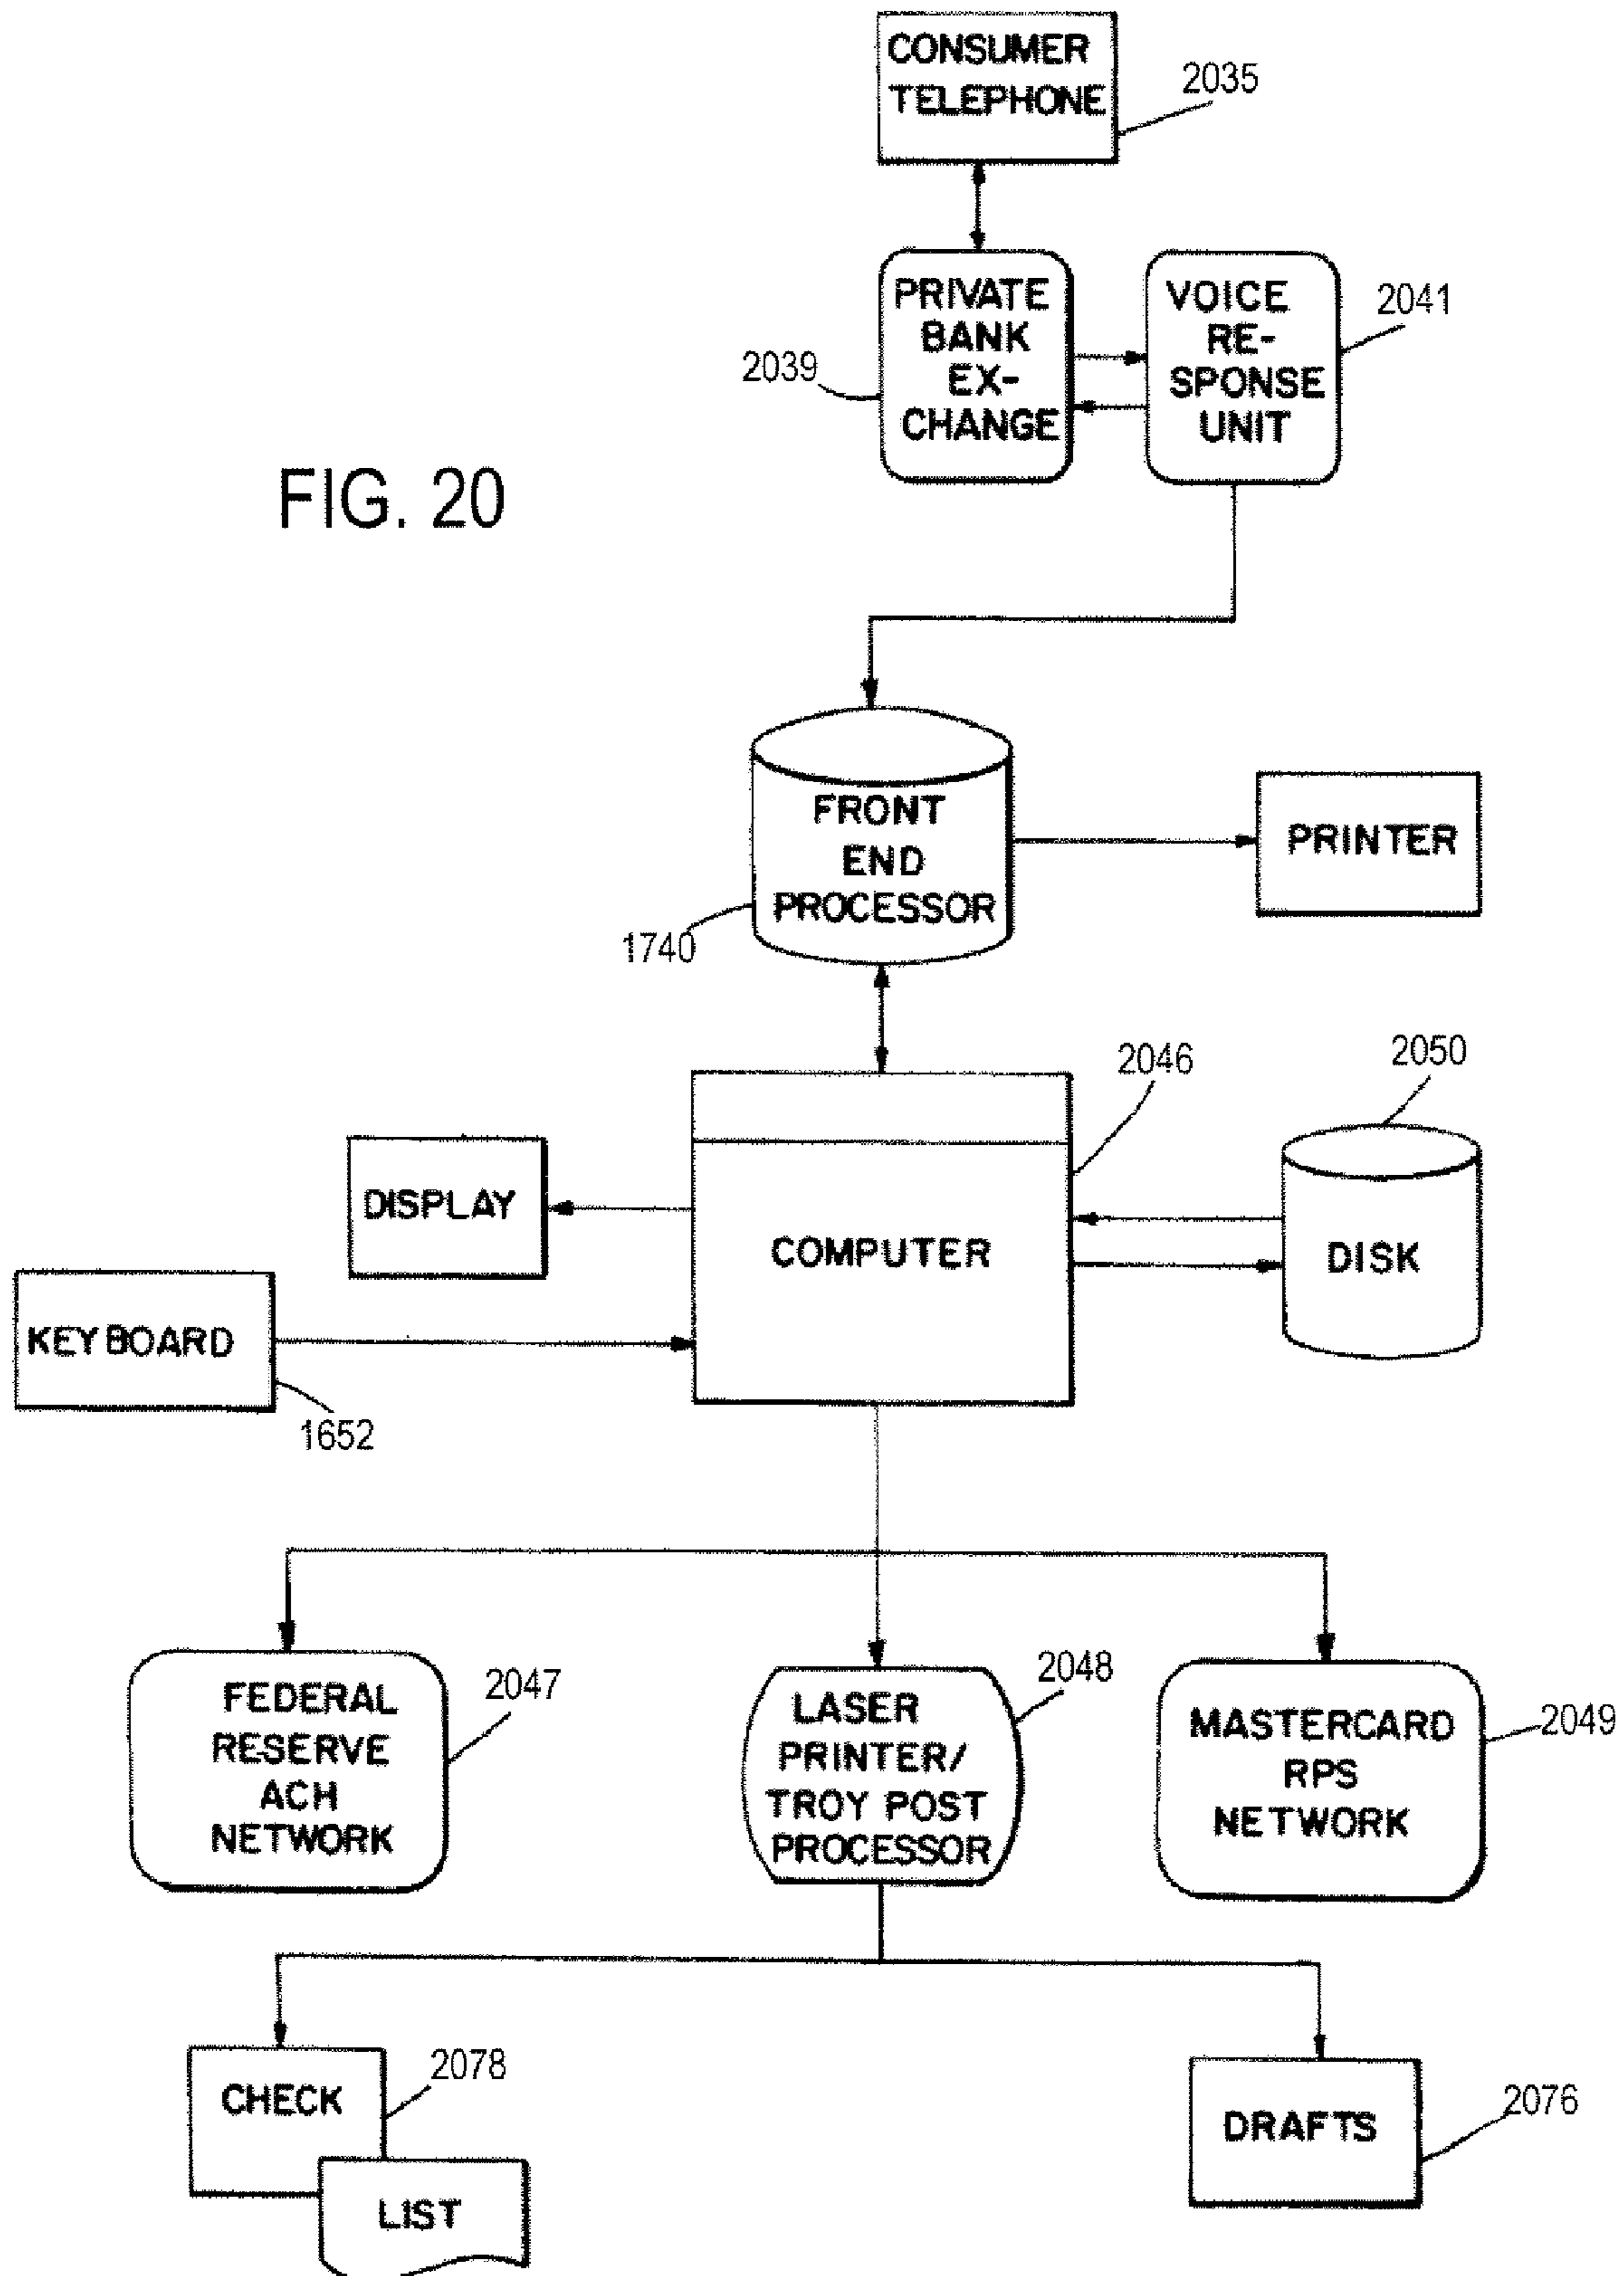 CONSUMER
TELEPHONE
2035
PRIVATE
BANK
EX-
CHANGE
2039
VOICE
RE-
SPONSE
UNIT
2041
FIG. 20
FRONT
END
PROCESSOR
1740
PRINTER
2046
2050
DISPLAY
COMPUTER
DISK
KEYBOARD
1652
FEDERAL
RESERVE
ACH
NETWORK
2047
LASER
PRINTER/
TROY POST
PROCESSOR
2048
MASTERCARD
RPS
NETWORK
2049
CHECK
2078
LIST
DRAFTS
2076